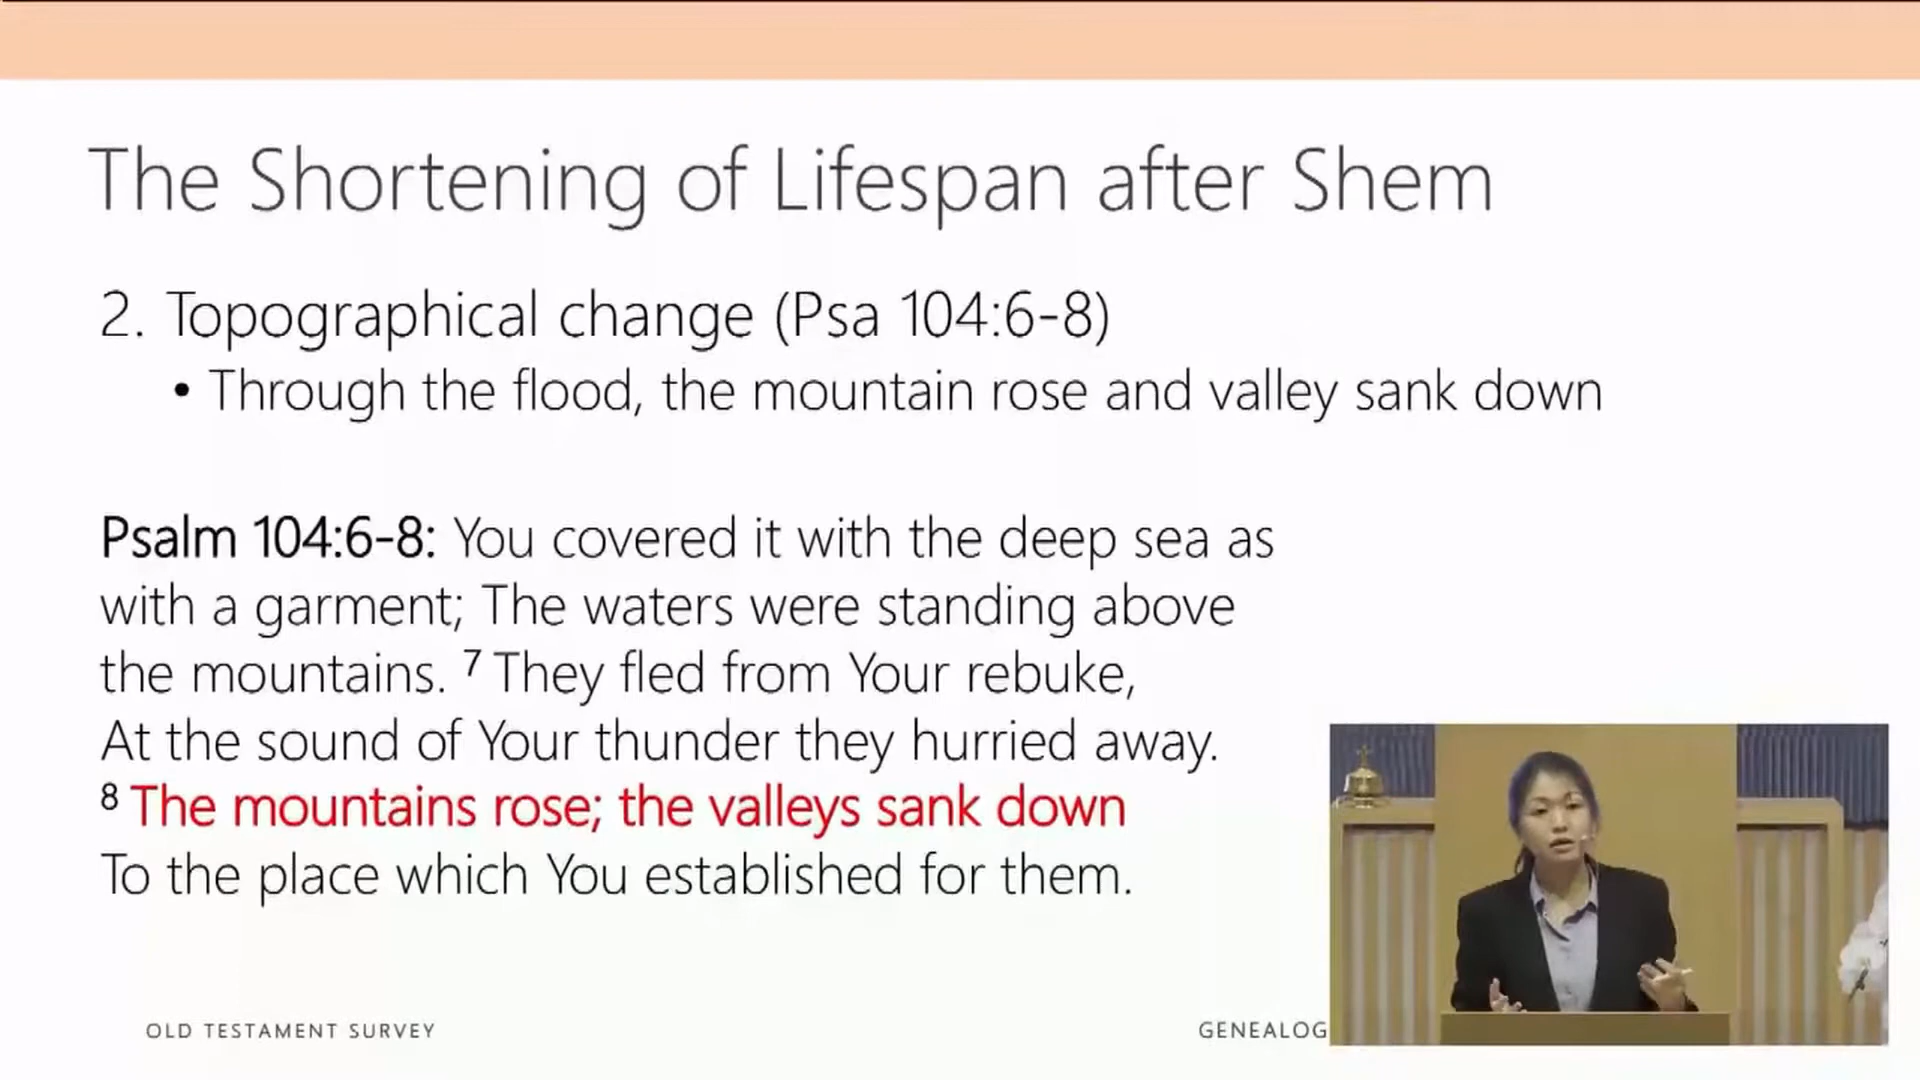 The Shortening of Lifespan after Shem
2. Topographical change (Psa 104:6-8)
• Through the flood, the mountain rose and valley sank down
Psalm 104:6-8: You covered it with the deep sea as
with a garment; The waters were standing above
the mountains. 7 They fled from Your rebuke,
At the sound of Your thunder they hurried away.
8 The mountains rose; the valleys sank down
To the place which You established for them.
OLD TESTAMENT SURVEY
GENEALOG